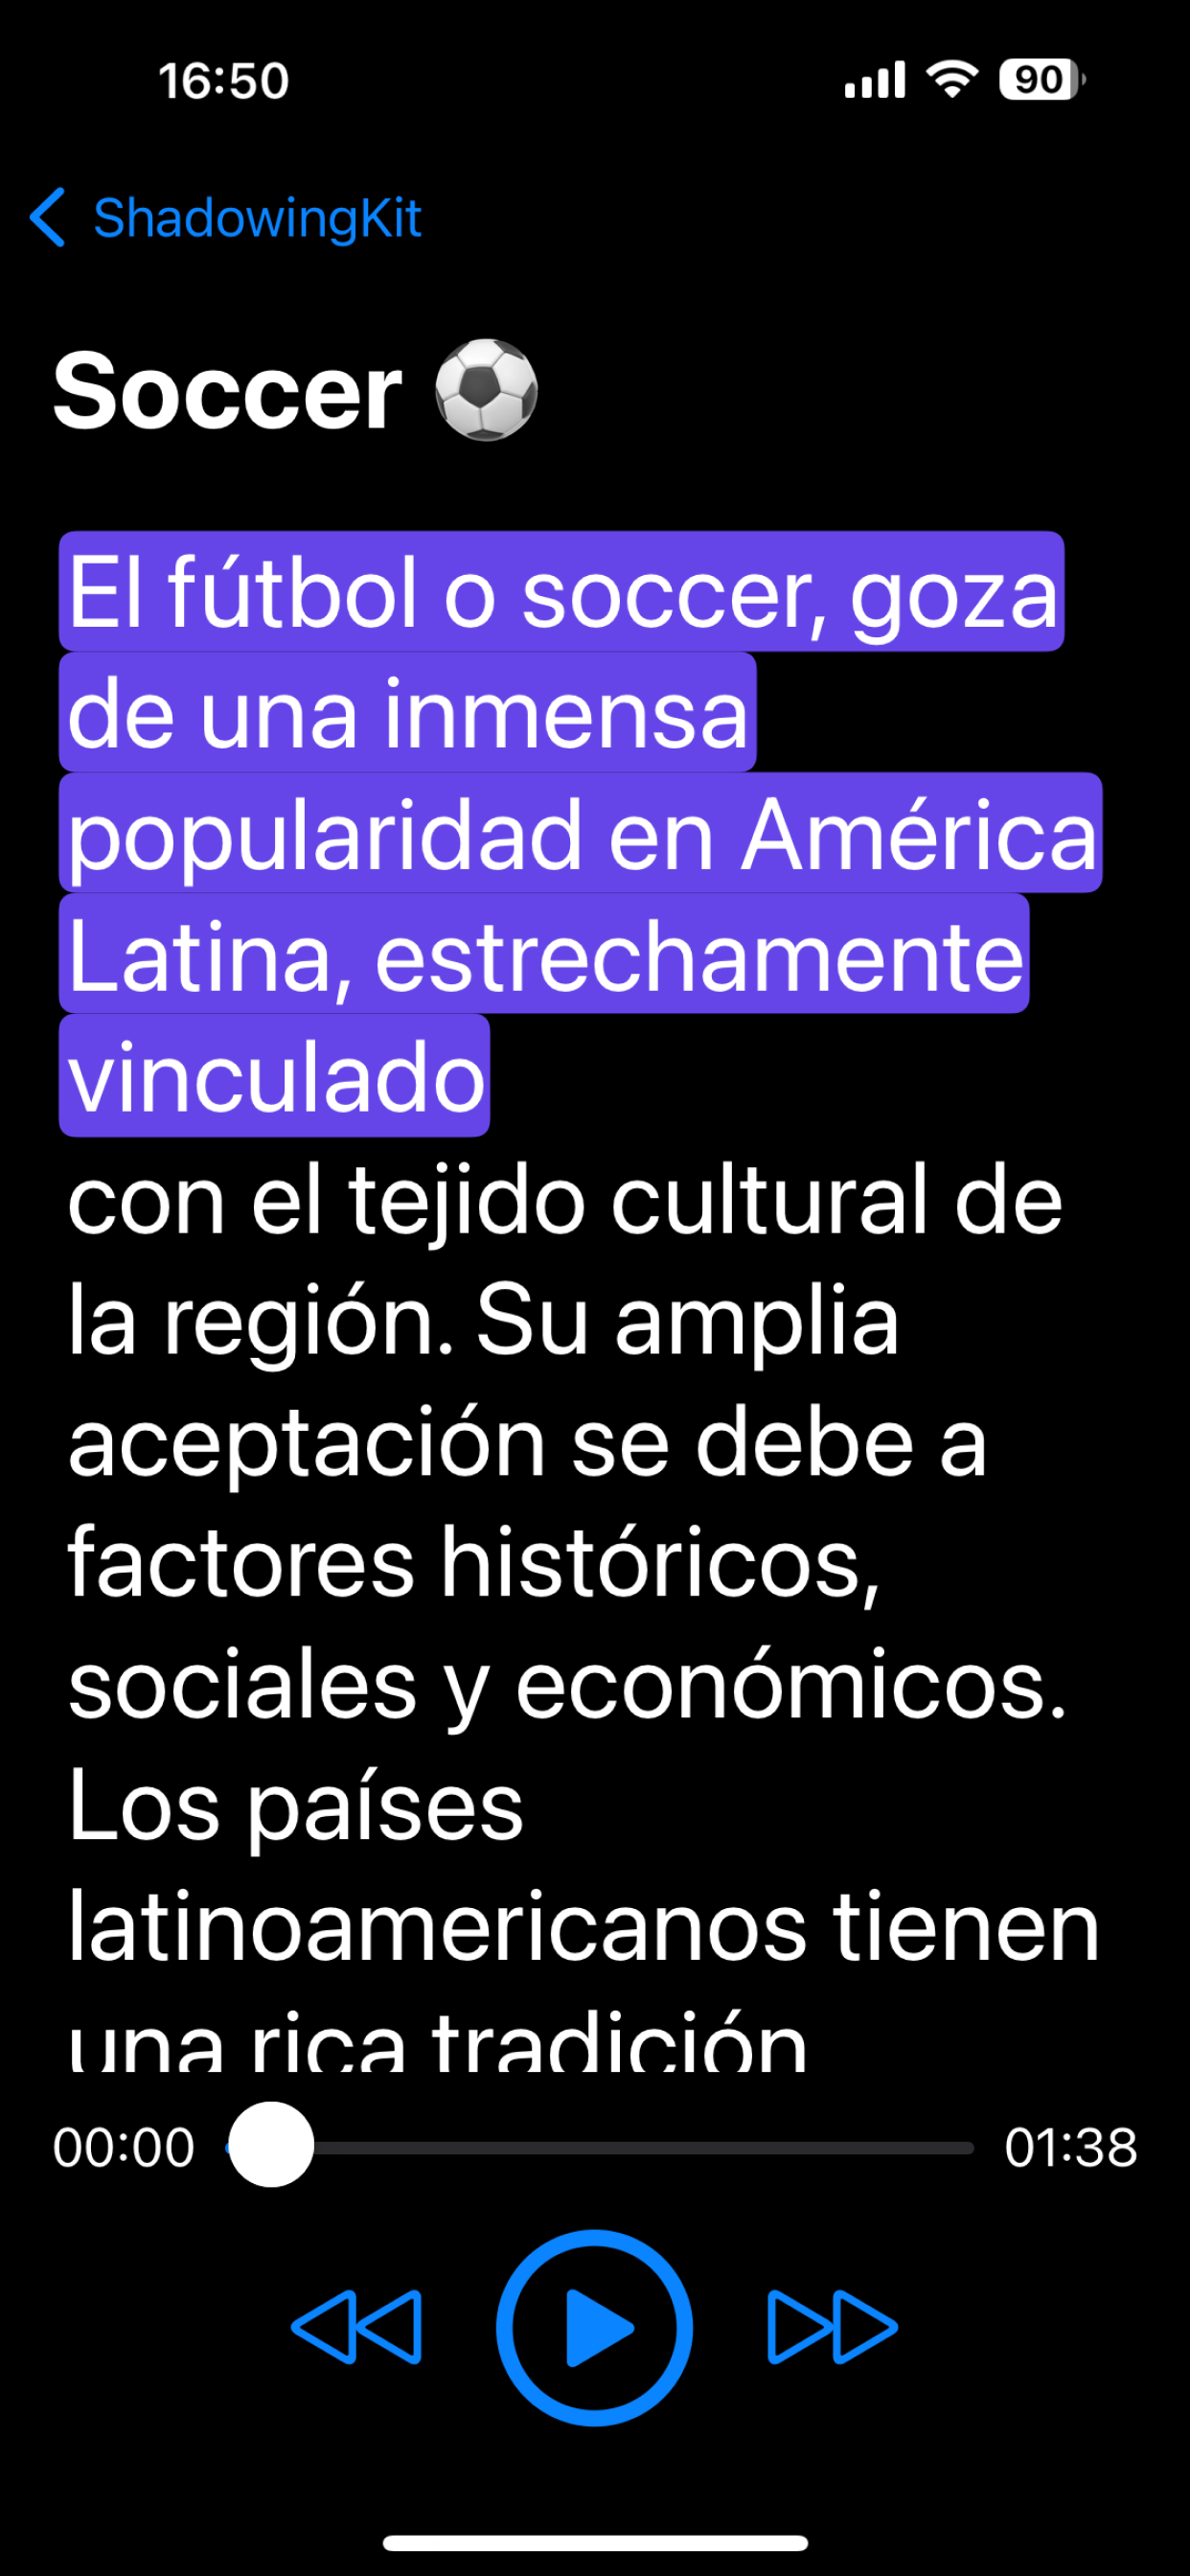 16:50
90
ShadowingKit
Soccer ⚽
El fútbol o soccer, goza
de una inmensa
popularidad en América
Latina, estrechamente
vinculado
con el tejido cultural de
la región. Su amplia
aceptación se debe a
factores históricos,
sociales y económicos.
Los países
latinoamericanos tienen
una rica tradición
00:00
01:38